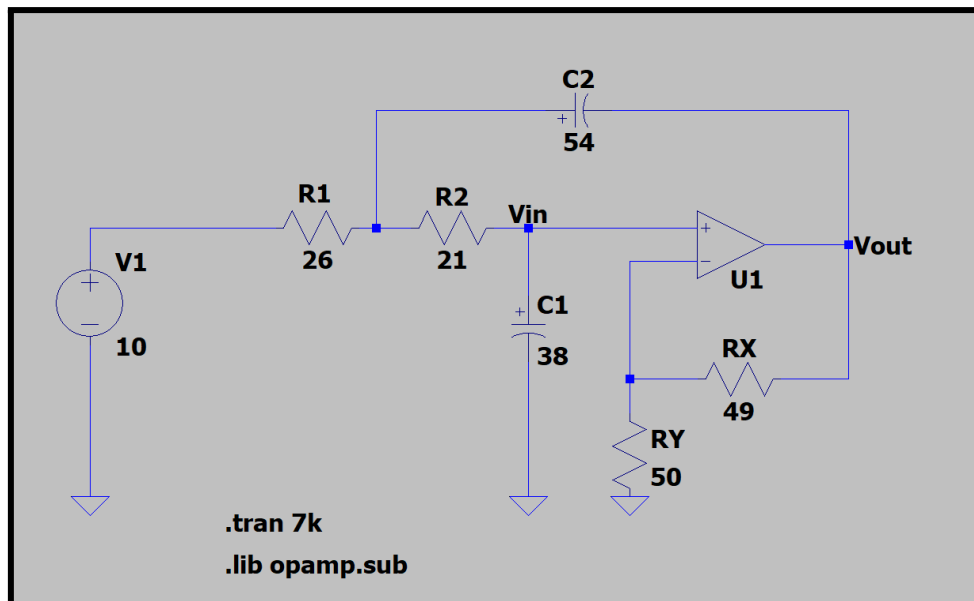 C2
54
R1
26
R2
21
Vin
V1
10
C1
38
U1
Vout
RX
49
RY
50
.tran 7k
.lib opamp.sub